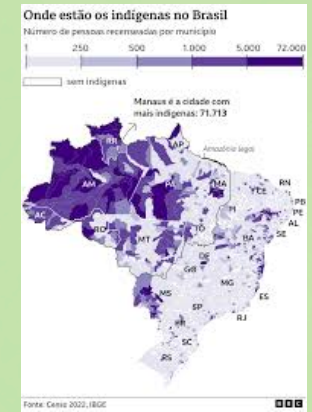 Onde estão os indígenas no Brasil
Número de pessoas recenseadas por município
1 250 500 1.000 5.000 72.000
sem indígenas
Manaus é a cidade com
mais indígenas: 71.713
Amazônia legal
RR
AP
AM
PA
MA
CE
RN
PB
PE
AL
SE
PI
AC
RO
TO
BA
MT
DF
GO
MG
ES
MS
SP
RJ
PR
SC
RS
Fonte: Censo 2022, IBGE
BBC